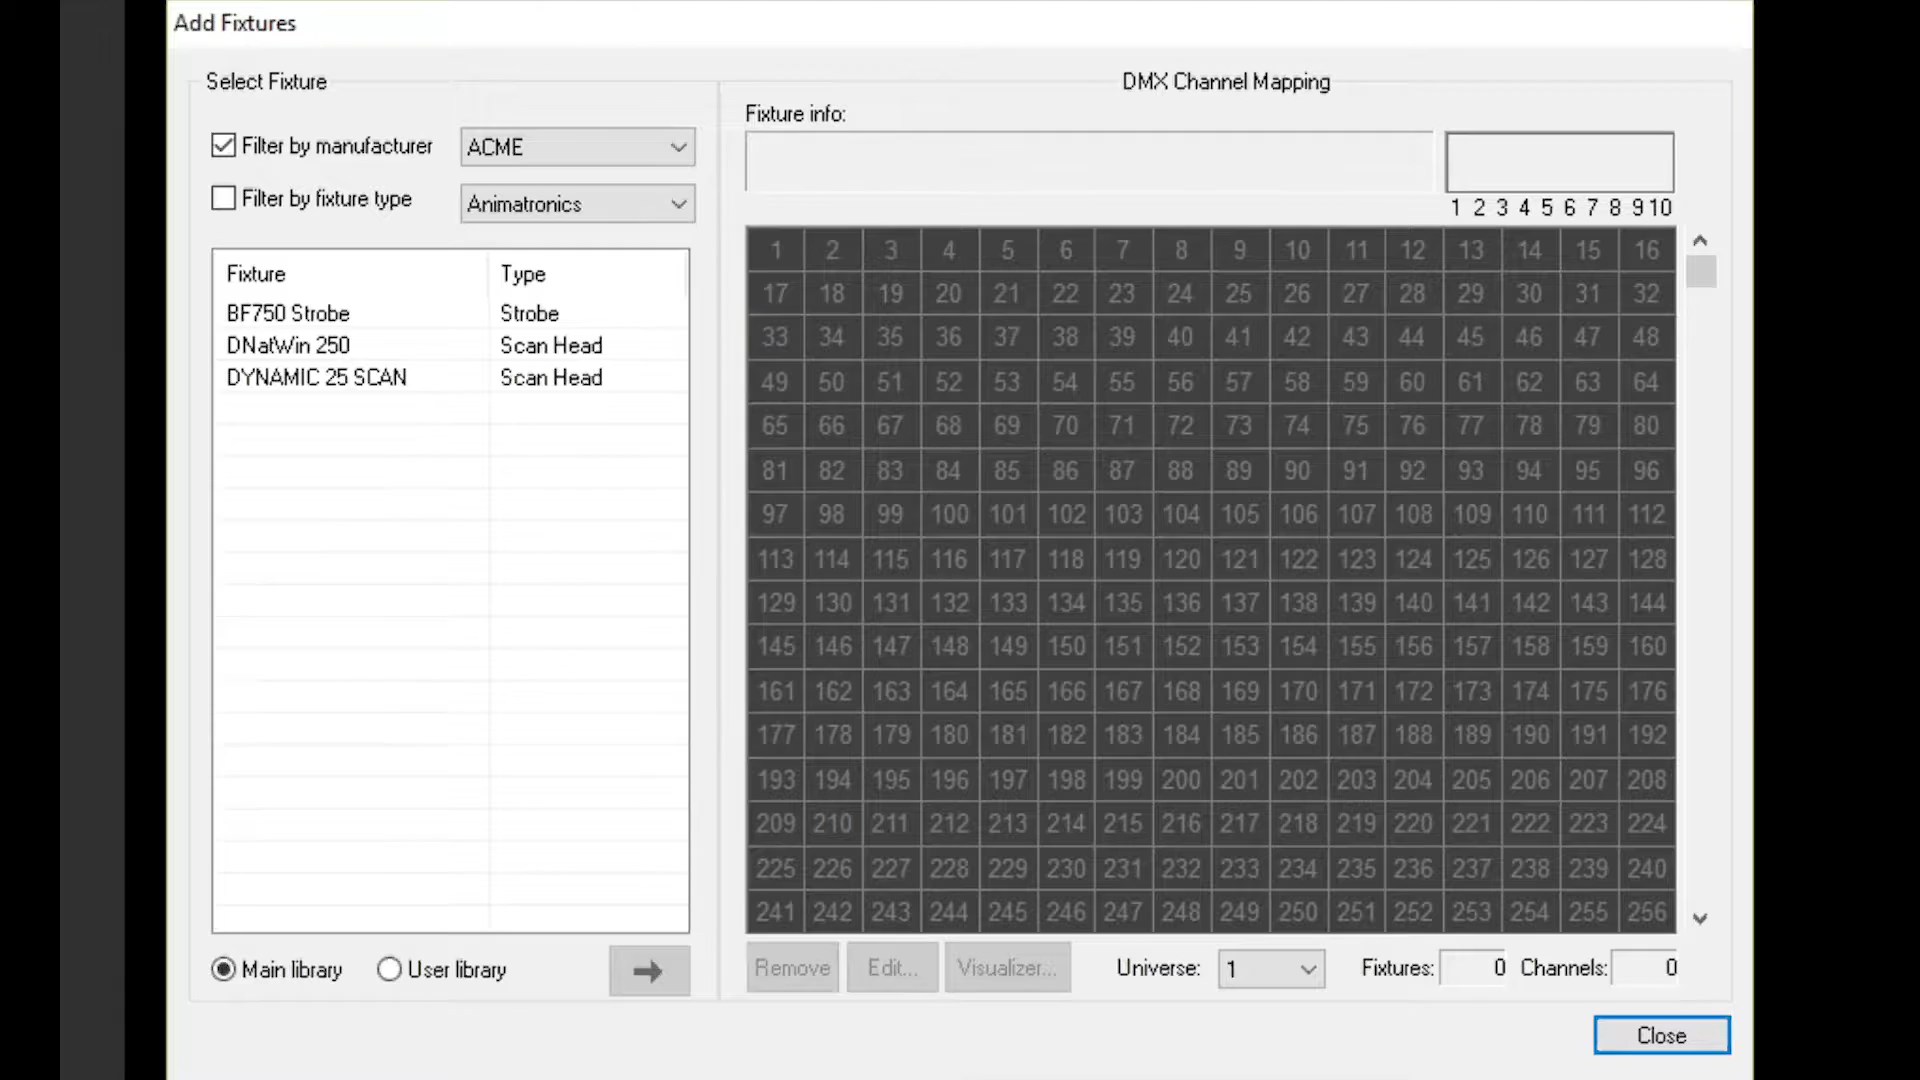 Add Fixtures
Select Fixture
Filter by manufacturer ACME
Filter by fixture type Animatronics
Fixture Type
BF750 Strobe Strobe
DNatWin 250 Scan Head
DYNAMIC 25 SCAN Scan Head
Main library User library
DMX Channel Mapping
Fixture info:
1 2 3 4 5 6 7 8 9 10
1 2 3 4 5 6 7 8 9 10 11 12 13 14 15 16
17 18 19 20 21 22 23 24 25 26 27 28 29 30 31 32
33 34 35 36 37 38 39 40 41 42 43 44 45 46 47 48
49 50 51 52 53 54 55 56 57 58 59 60 61 62 63 64
65 66 67 68 69 70 71 72 73 74 75 76 77 78 79 80
81 82 83 84 85 86 87 88 89 90 91 92 93 94 95 96
97 98 99 100 101 102 103 104 105 106 107 108 109 110 111 112
113 114 115 116 117 118 119 120 121 122 123 124 125 126 127 128
129 130 131 132 133 134 135 136 137 138 139 140 141 142 143 144
145 146 147 148 149 150 151 152 153 154 155 156 157 158 159 160
161 162 163 164 165 166 167 168 169 170 171 172 173 174 175 176
177 178 179 180 181 182 183 184 185 186 187 188 189 190 191 192
193 194 195 196 197 198 199 200 201 202 203 204 205 206 207 208
209 210 211 212 213 214 215 216 217 218 219 220 221 222 223 224
225 226 227 228 229 230 231 232 233 234 235 236 237 238 239 240
241 242 243 244 245 246 247 248 249 250 251 252 253 254 255 256
Remove Edit... Visualizer... Universe: 1 Fixtures: 0 Channels: 0
Close